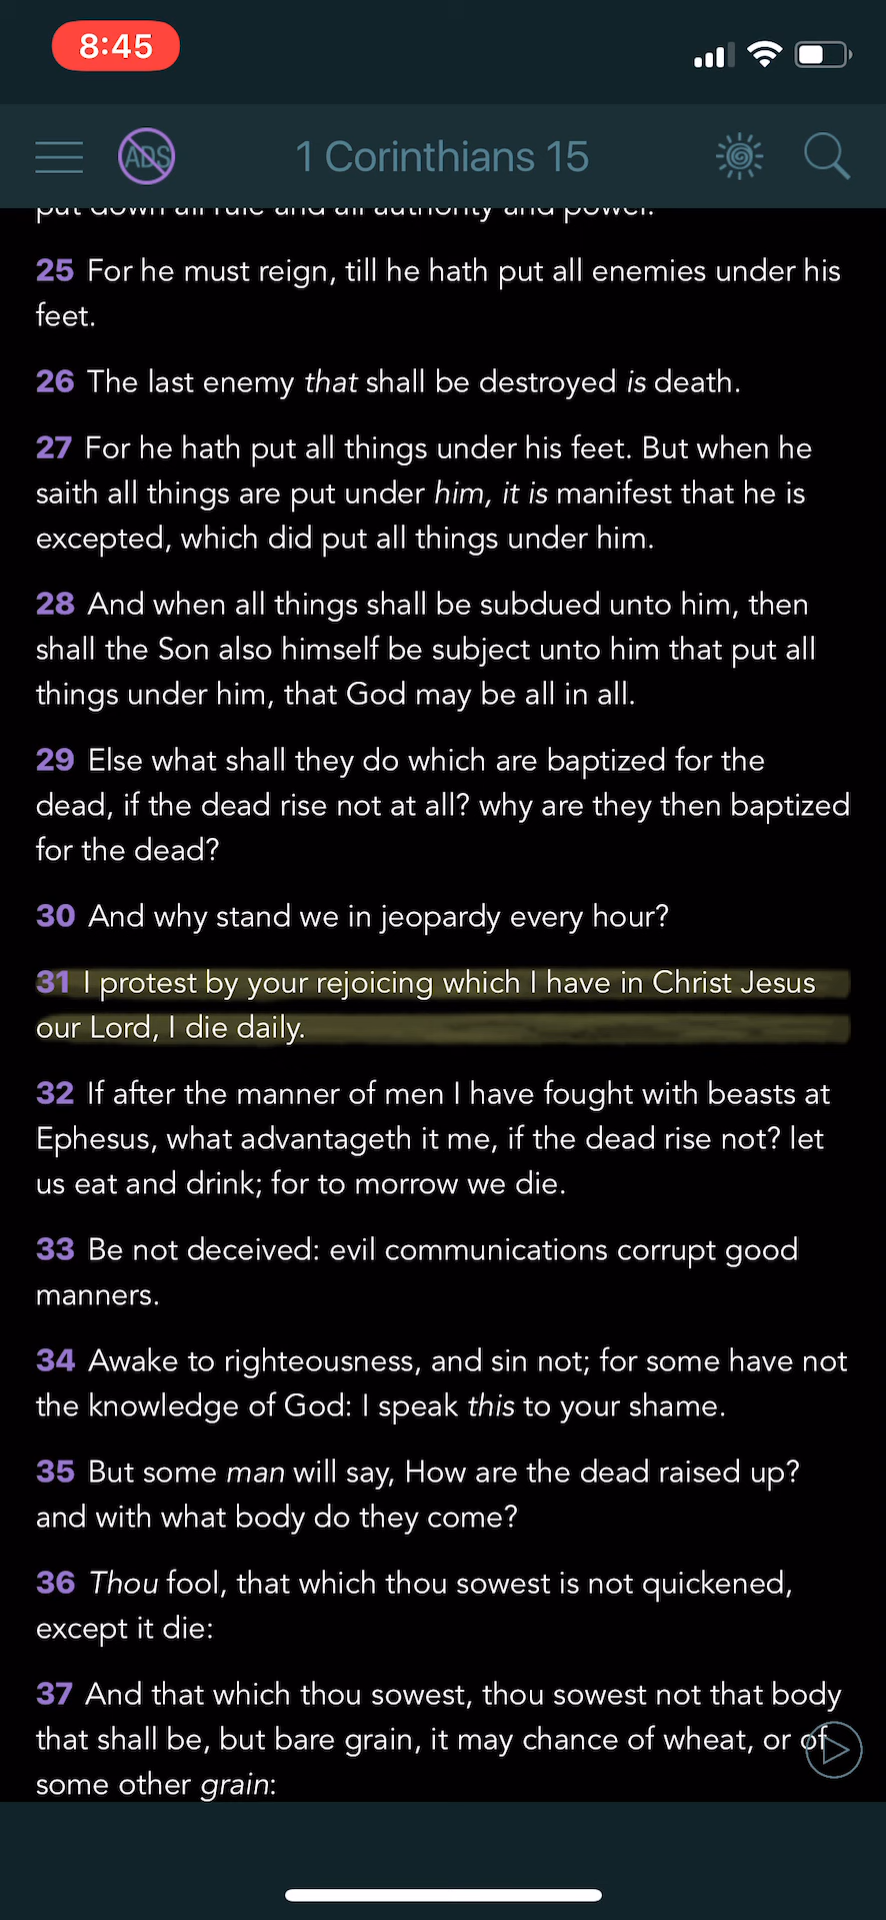 8:45
ADS
1 Corinthians 15
put down all rule and all authority and power.
25 For he must reign, till he hath put all enemies under his
feet.
26 The last enemy that shall be destroyed is death.
27 For he hath put all things under his feet. But when he
saith all things are put under him, it is manifest that he is
excepted, which did put all things under him.
28 And when all things shall be subdued unto him, then
shall the Son also himself be subject unto him that put all
things under him, that God may be all in all.
29 Else what shall they do which are baptized for the
dead, if the dead rise not at all? why are they then baptized
for the dead?
30 And why stand we in jeopardy every hour?
31 I protest by your rejoicing which I have in Christ Jesus
our Lord, I die daily.
32 If after the manner of men I have fought with beasts at
Ephesus, what advantageth it me, if the dead rise not? let
us eat and drink; for to morrow we die.
33 Be not deceived: evil communications corrupt good
manners.
34 Awake to righteousness, and sin not; for some have not
the knowledge of God: I speak this to your shame.
35 But some man will say, How are the dead raised up?
and with what body do they come?
36 Thou fool, that which thou sowest is not quickened,
except it die:
37 And that which thou sowest, thou sowest not that body
that shall be, but bare grain, it may chance of wheat, or of
some other grain: